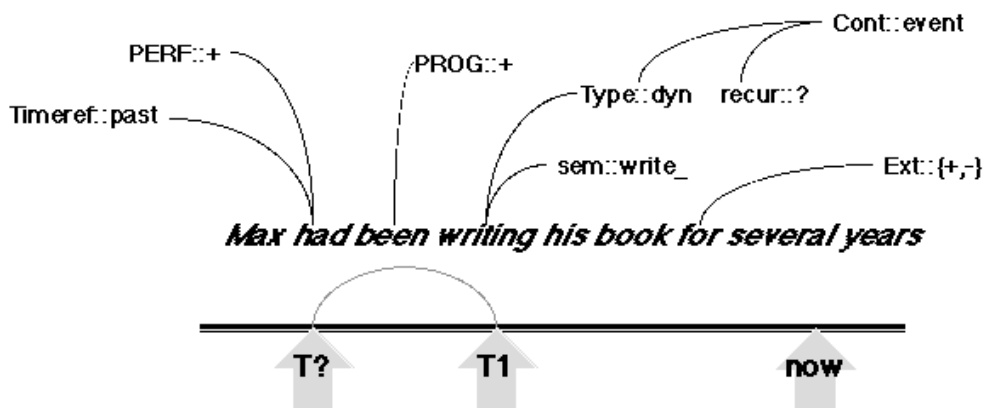 Cont::event
PERF::+
PROG::+
Type::dyn recur::?
Timeref::past
sem::write_
Ext::{+,-}
Max had been writing his book for several years
T? T1 now